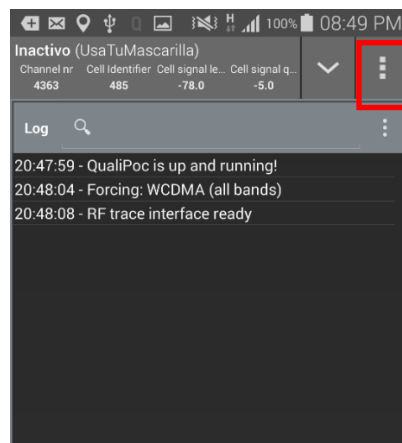 H 100% 08:49 PM
Inactivo (UsaTuMascarilla)
Channel nr Cell Identifier Cell signal le... Cell signal q...
4363 485 -78.0 -5.0
Log
20:47:59 - QualiPoc is up and running!
20:48:04 - Forcing: WCDMA (all bands)
20:48:08 - RF trace interface ready